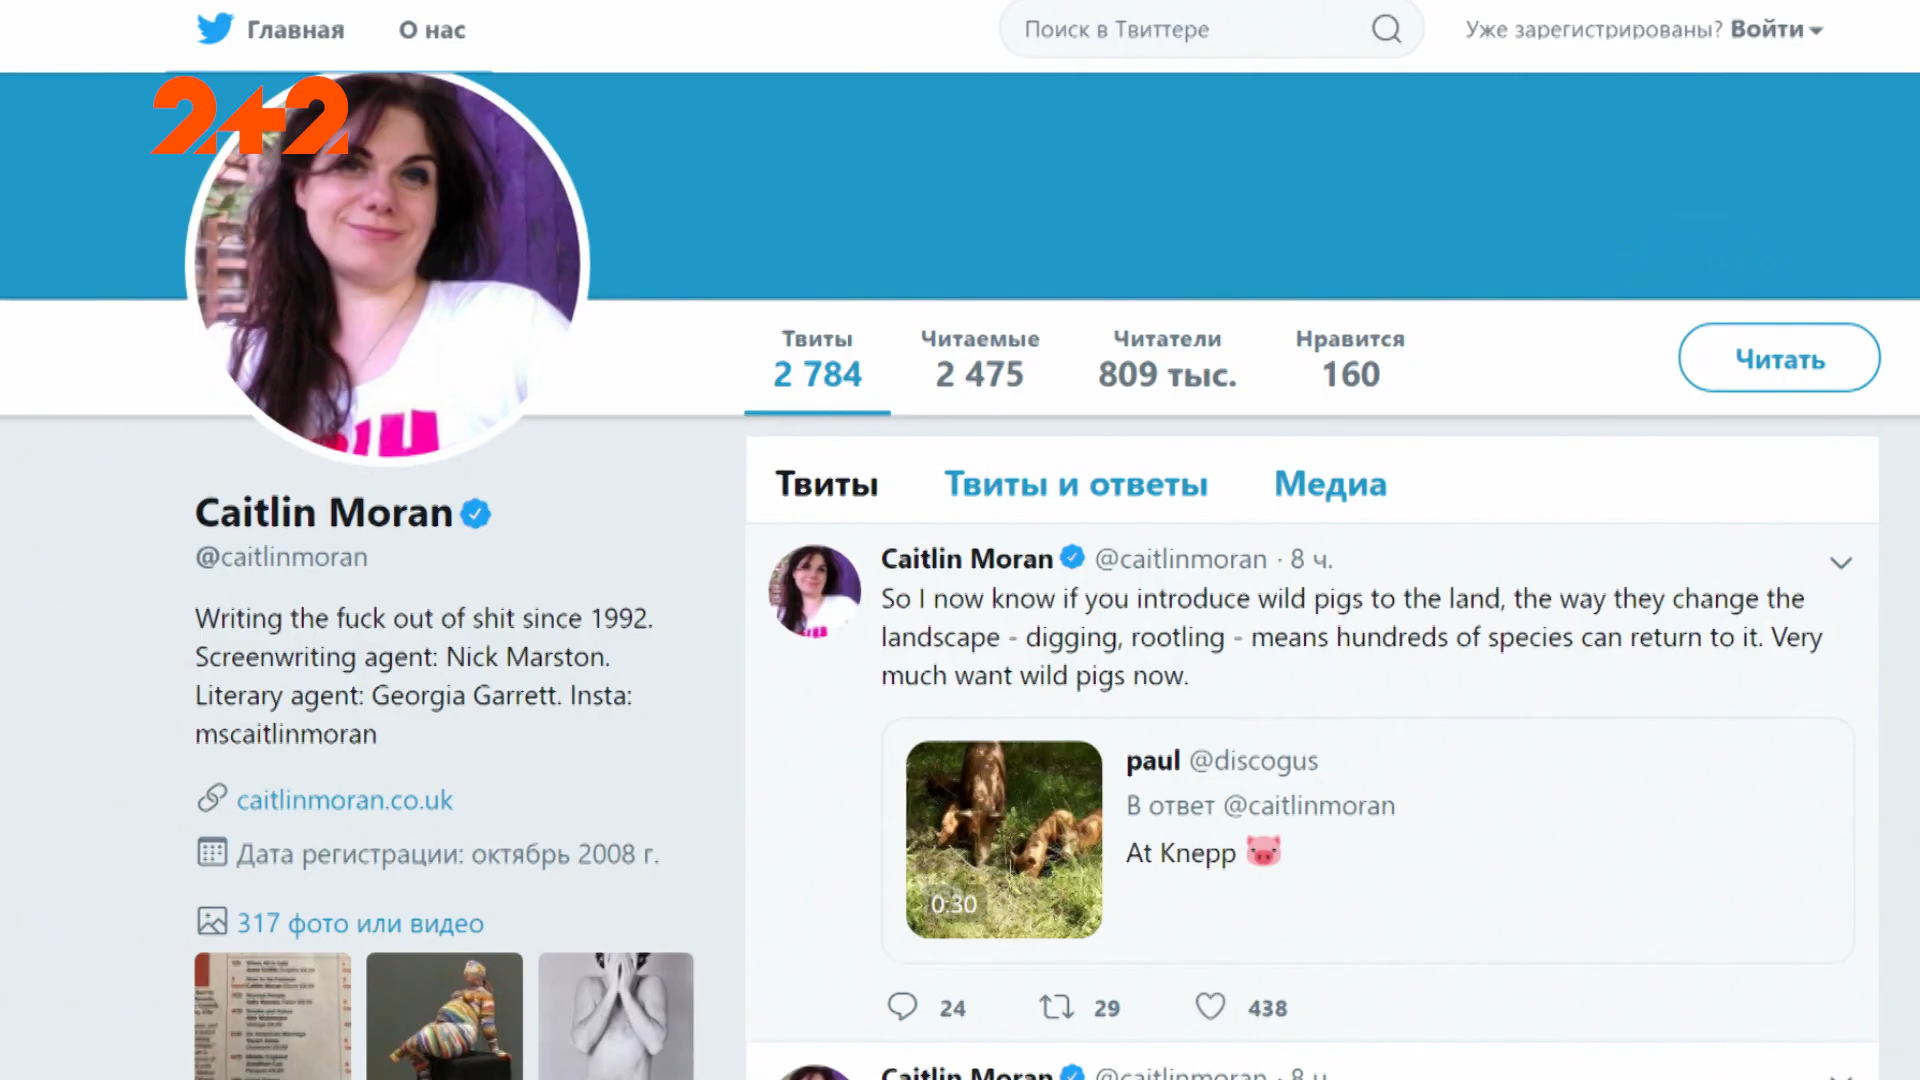 Главная О нас
Поиск в Твиттере
Уже зарегистрированы? Войти
2+2
Твиты Читаемые Читатели Нравится
2 784 2 475 809 тыс. 160
Читать
Caitlin Moran
@caitlinmoran
Writing the fuck out of shit since 1992.
Screenwriting agent: Nick Marston.
Literary agent: Georgia Garrett. Insta:
mscaitlinmoran
caitlinmoran.co.uk
Дата регистрации: октябрь 2008 г.
317 фото или видео
Твиты Твиты и ответы Медиа
Caitlin Moran @caitlinmoran · 8 ч.
So I now know if you introduce wild pigs to the land, the way they change the
landscape - digging, rootling - means hundreds of species can return to it. Very
much want wild pigs now.
paul @discogus
В ответ @caitlinmoran
At Knepp
0:30
24 29 438
Caitlin Moran @caitlinmoran · 8 ч.